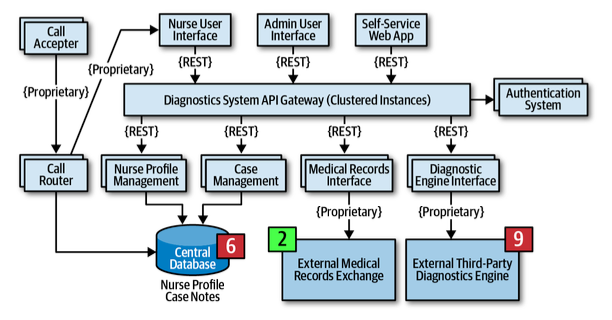 Call
Accepter
Nurse User
Interface
Admin User
Interface
Self-Service
Web App
{Proprietary}
{Proprietary}
{REST}
{REST}
{REST}
Diagnostics System API Gateway (Clustered Instances)
Authentication
System
{REST}
{REST}
{REST}
{REST}
Call
Router
Nurse Profile
Management
Case
Management
Medical Records
Interface
Diagnostic
Engine Interface
{Proprietary}
{Proprietary}
Central
Database
6
2
9
External Medical
Records Exchange
External Third-Party
Diagnostics Engine
Nurse Profile
Case Notes